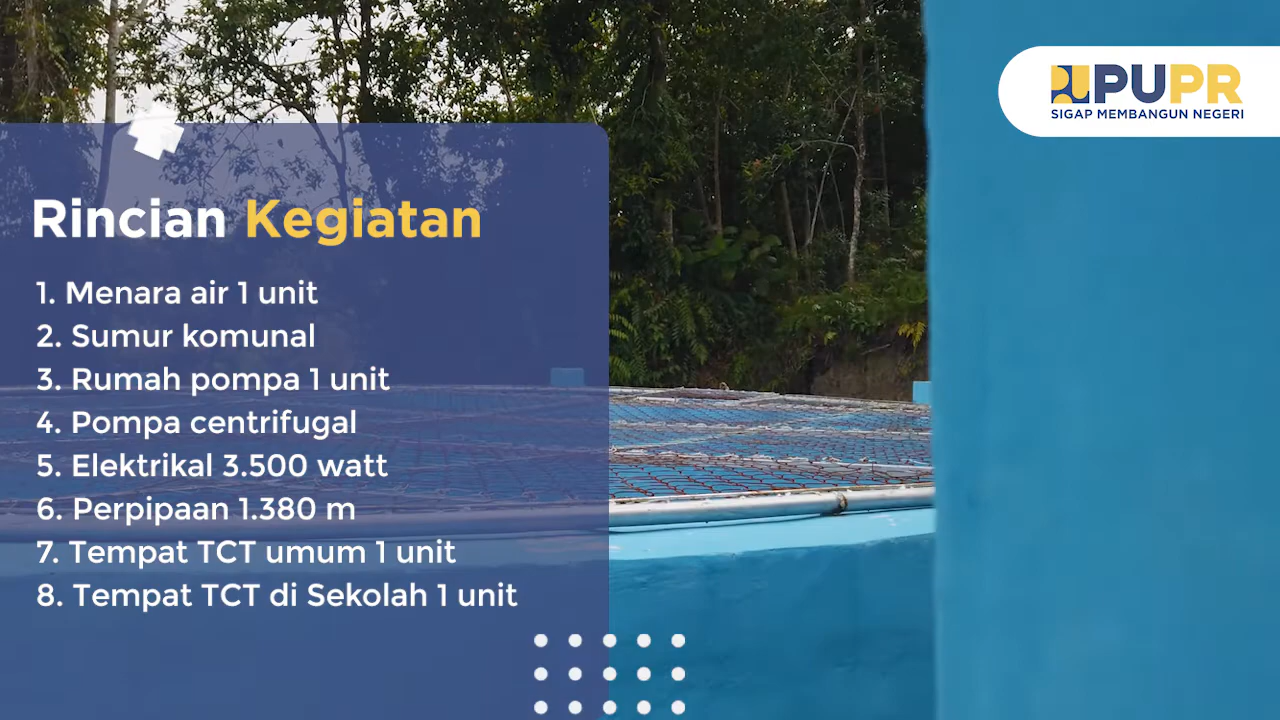 PUPR
SIGAP MEMBANGUN NEGERI
Rincian Kegiatan
1. Menara air 1 unit
2. Sumur komunal
3. Rumah pompa 1 unit
4. Pompa centrifugal
5. Elektrikal 3.500 watt
6. Perpipaan 1.380 m
7. Tempat TCT umum 1 unit
8. Tempat TCT di Sekolah 1 unit